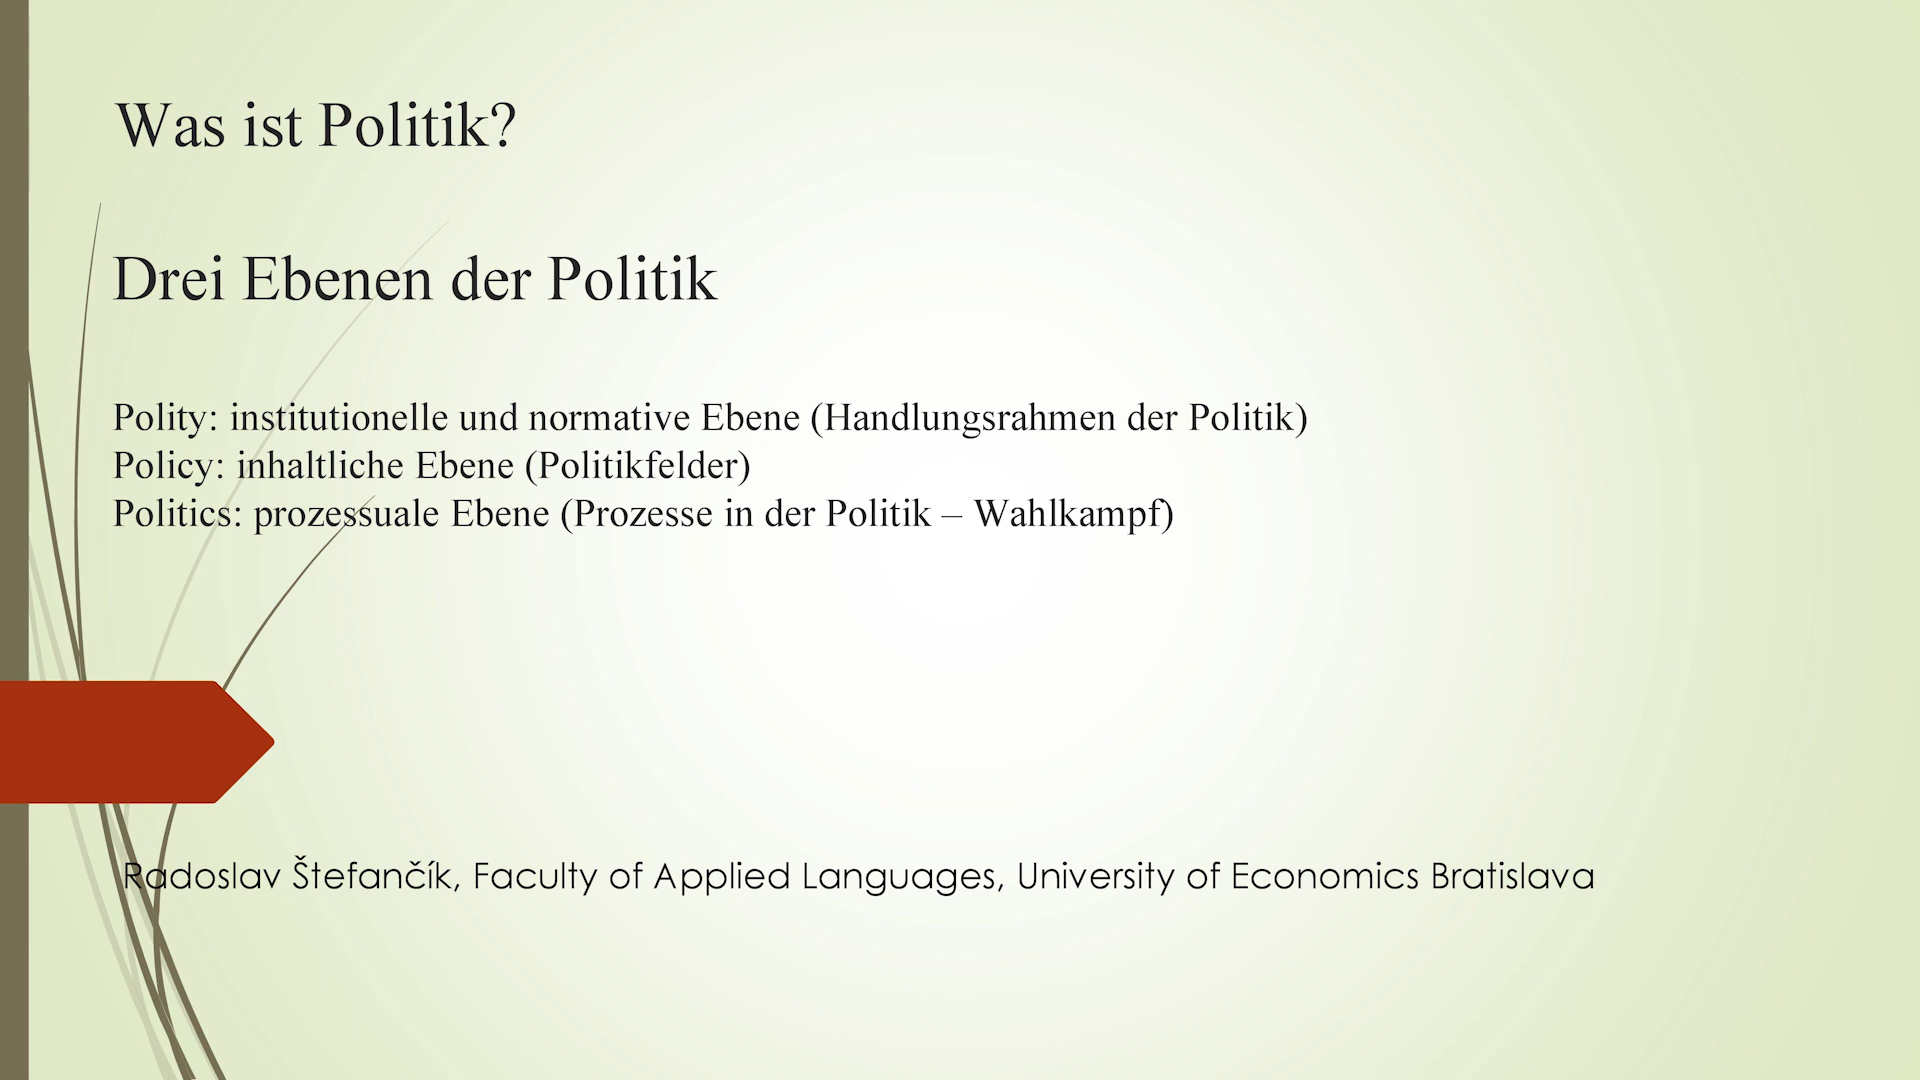 Was ist Politik?
Drei Ebenen der Politik
Polity: institutionelle und normative Ebene (Handlungsrahmen der Politik)
Policy: inhaltliche Ebene (Politikfelder)
Politics: prozessuale Ebene (Prozesse in der Politik – Wahlkampf)
Radoslav Štefančík, Faculty of Applied Languages, University of Economics Bratislava